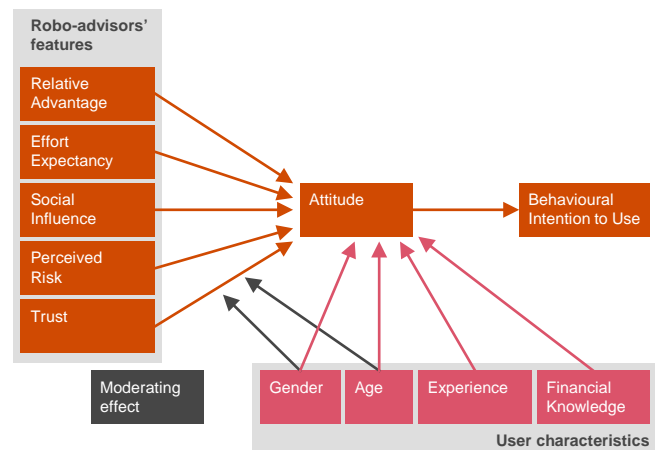 Robo-advisors'
features
Relative
Advantage
Effort
Expectancy
Social
Influence
Perceived
Risk
Trust
Attitude
Behavioural
Intention to Use
Moderating
effect
Gender
Age
Experience
Financial
Knowledge
User characteristics